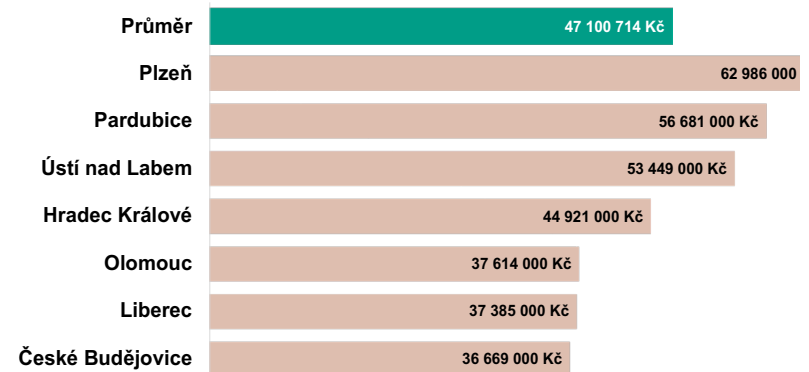 Průměr 47 100 714 Kč
Plzeň 62 986 000
Pardubice 56 681 000 Kč
Ústí nad Labem 53 449 000 Kč
Hradec Králové 44 921 000 Kč
Olomouc 37 614 000 Kč
Liberec 37 385 000 Kč
České Budějovice 36 669 000 Kč